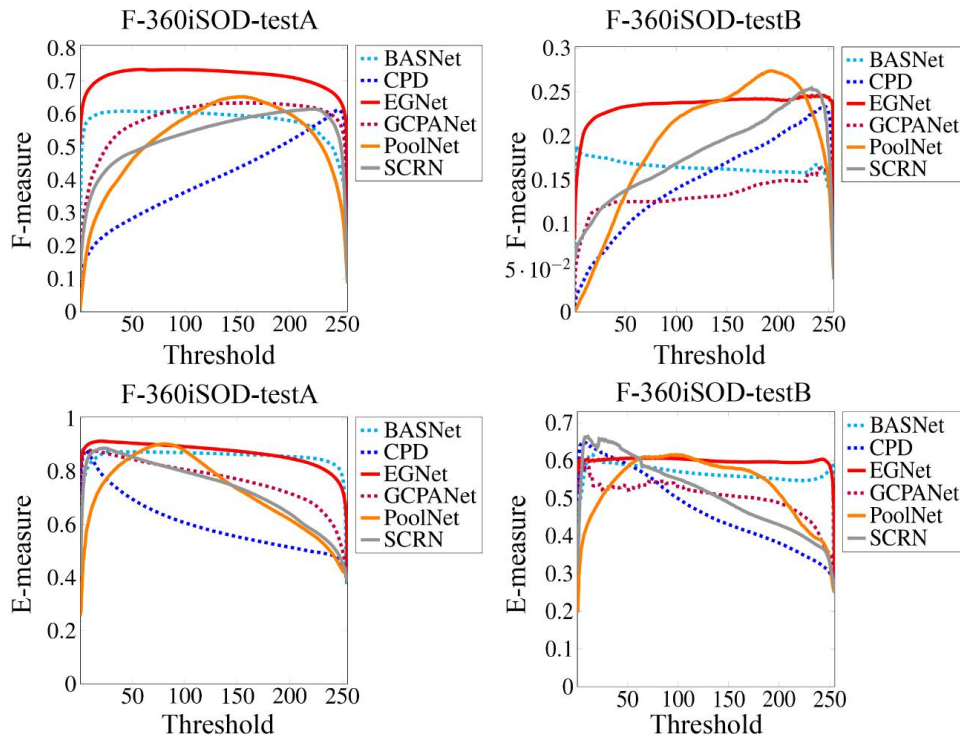 F-360iSOD-testA
F-measure
0.8
0.7
0.6
0.5
0.4
0.3
0.2
0.1
0
50
100
150
200
250
Threshold
BASNet
CPD
EGNet
GCPANet
PoolNet
SCRN
F-360iSOD-testB
F-measure
0.3
0.25
0.2
0.15
0.1
5 · 10−2
0
50
100
150
200
250
Threshold
BASNet
CPD
EGNet
GCPANet
PoolNet
SCRN
F-360iSOD-testA
E-measure
1
0.8
0.6
0.4
0.2
0
50
100
150
200
250
Threshold
BASNet
CPD
EGNet
GCPANet
PoolNet
SCRN
F-360iSOD-testB
E-measure
0.7
0.6
0.5
0.4
0.3
0.2
0.1
0
50
100
150
200
250
Threshold
BASNet
CPD
EGNet
GCPANet
PoolNet
SCRN